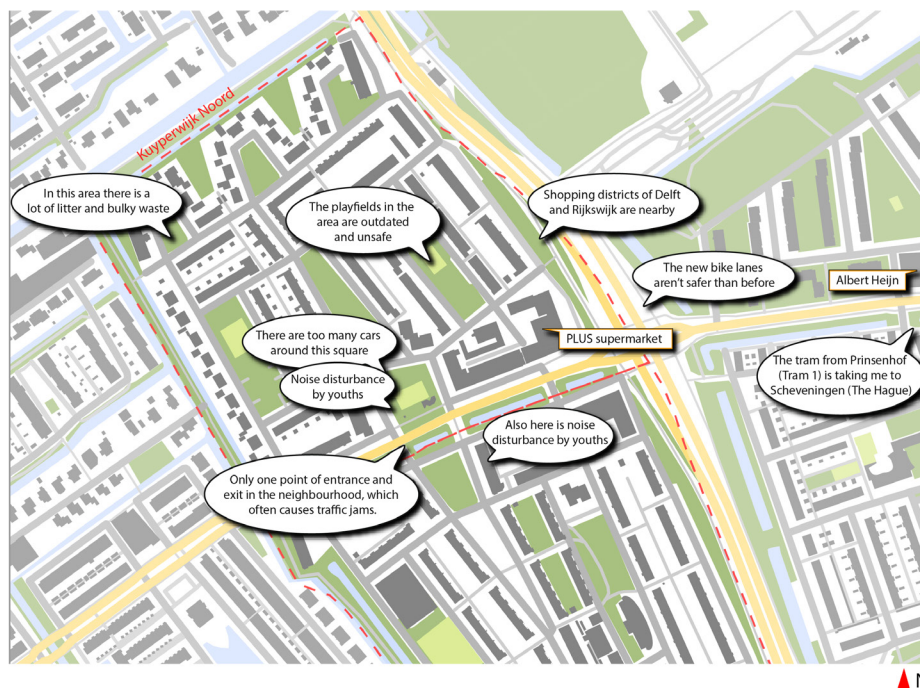 Kuyperwijk Noord
In this area there is a
lot of litter and bulky waste
The playfields in the
area are outdated
and unsafe
Shopping districts of Delft
and Rijkswijk are nearby
The new bike lanes
aren't safer than before
Albert Heijn
There are too many cars
around this square
PLUS supermarket
Noise disturbance
by youths
The tram from Prinsenhof
(Tram 1) is taking me to
Scheveningen (The Hague)
Also here is noise
disturbance by youths
Only one point of entrance and
exit in the neighbourhood, which
often causes traffic jams.
N